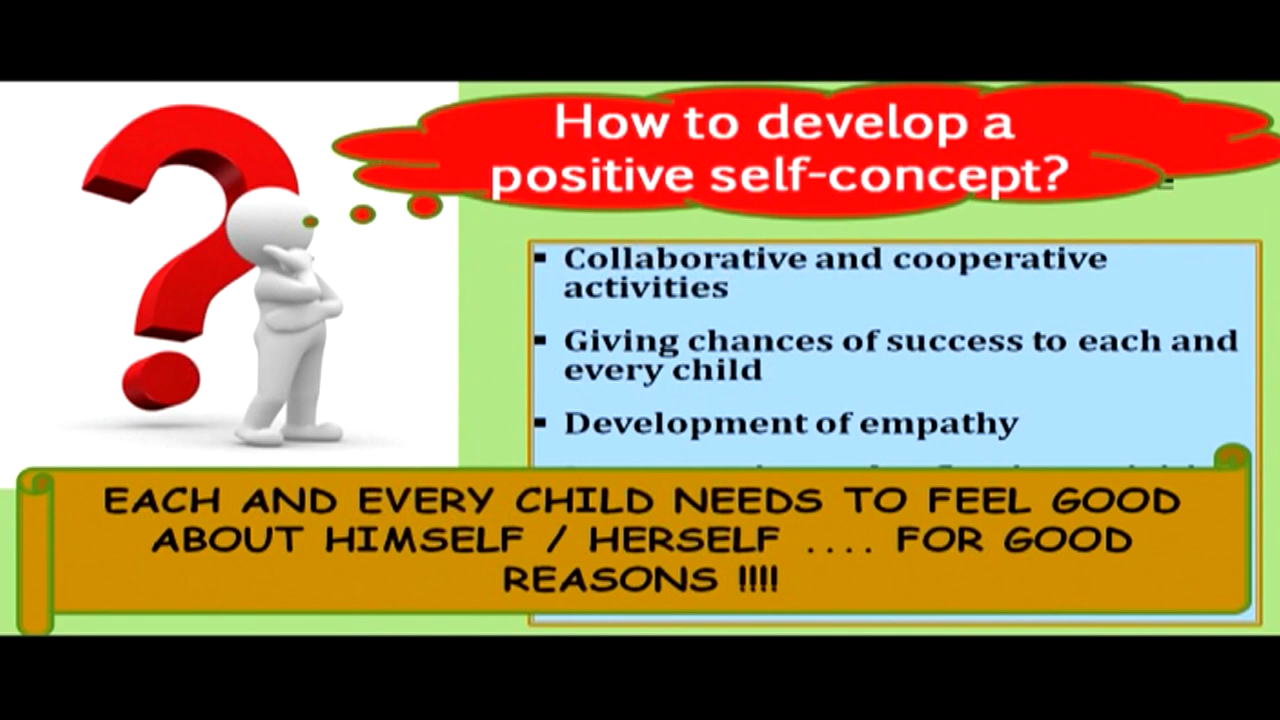 How to develop a
positive self-concept?
▪ Collaborative and cooperative
activities
▪ Giving chances of success to each and
every child
▪ Development of empathy
EACH AND EVERY CHILD NEEDS TO FEEL GOOD
ABOUT HIMSELF / HERSELF .... FOR GOOD
REASONS !!!!